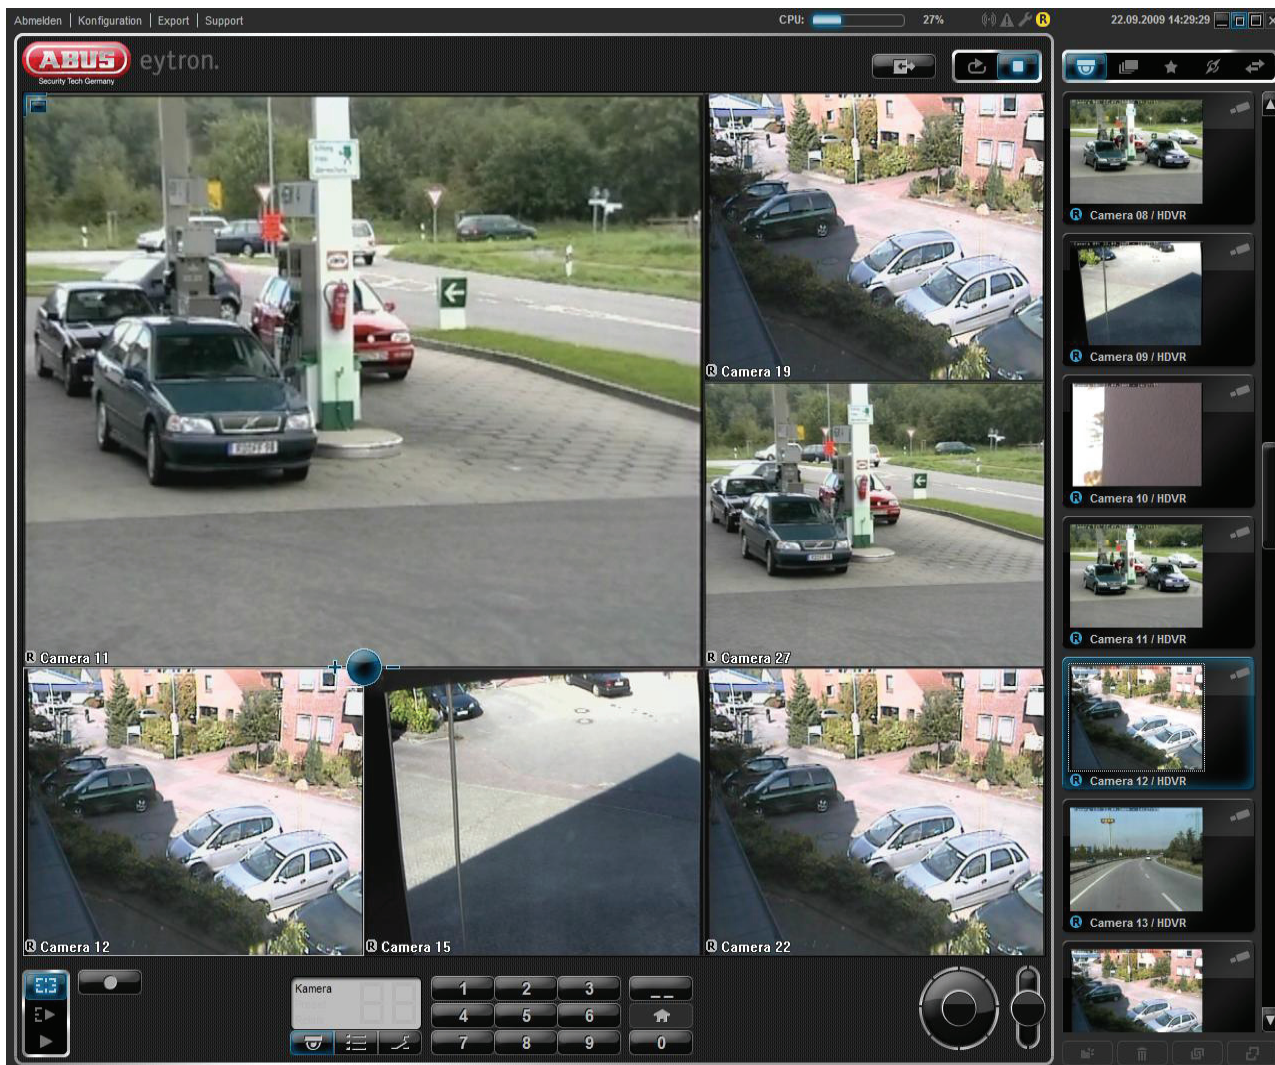 Abmelden | Konfiguration | Export | Support
CPU: 27% R 22.09.2009 14:29:29
ABUS eytron.
Security Tech Germany
R Camera 11
R Camera 19
R Camera 27
R Camera 12
R Camera 15
R Camera 22
Kamera
1 2 3 _ _
4 5 6
7 8 9 0
R Camera 08 / HDVR
R Camera 09 / HDVR
R Camera 10 / HDVR
R Camera 11 / HDVR
R Camera 12 / HDVR
R Camera 13 / HDVR